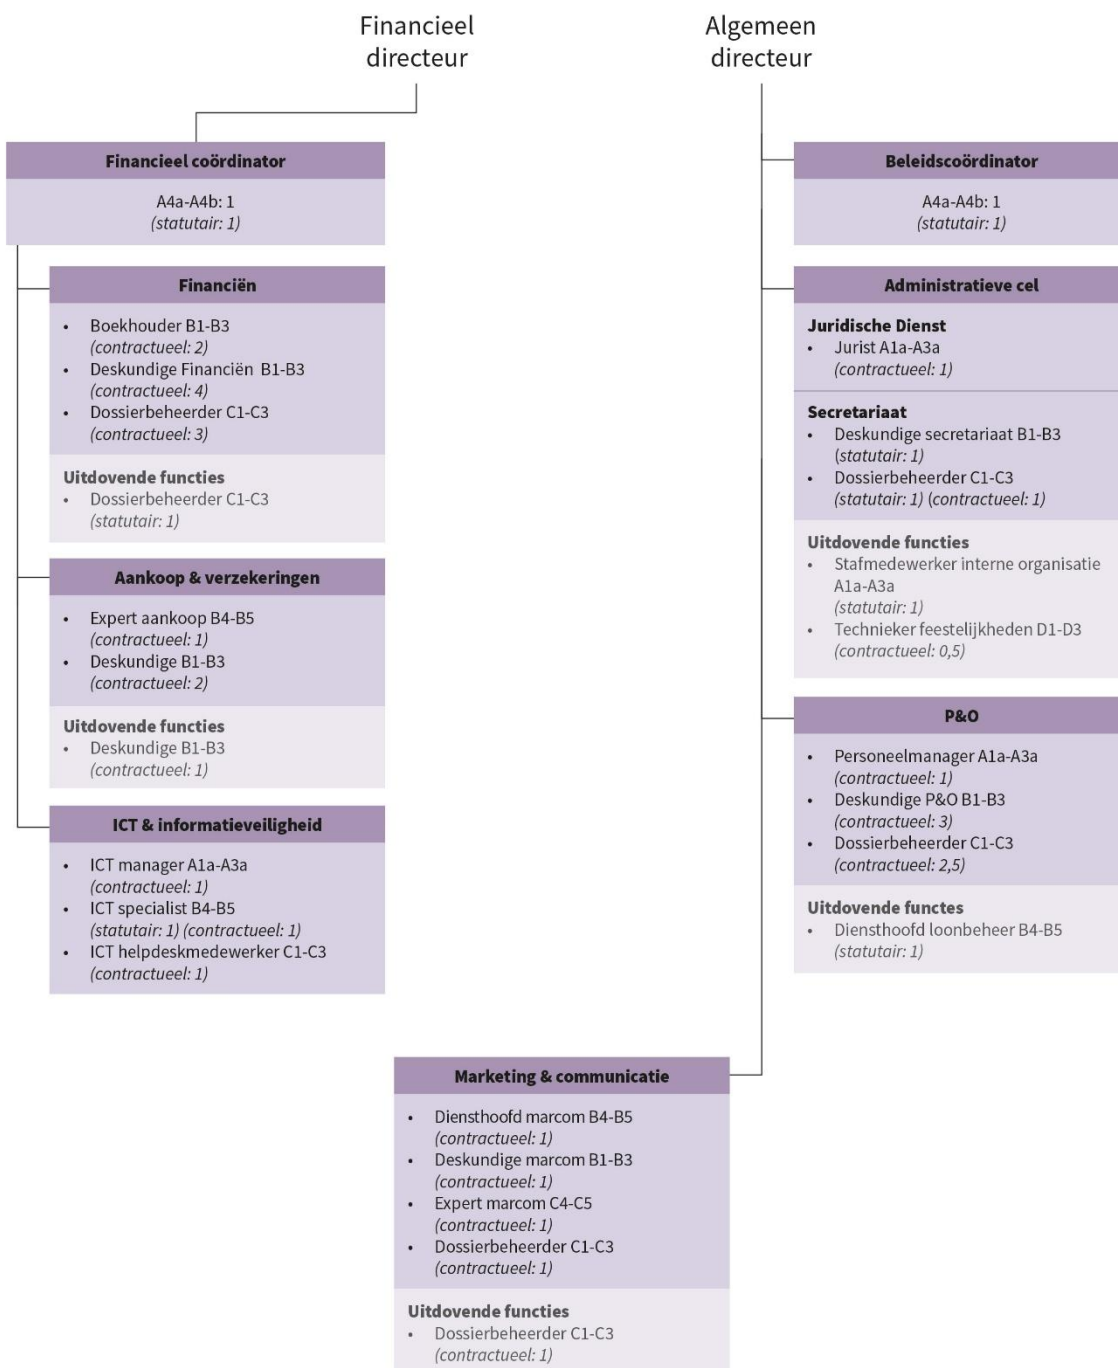 Financieel
directeur
Algemeen
directeur
Financieel coördinator
A4a-A4b: 1
(statutair: 1)
Financiën
• Boekhouder B1-B3
(contractueel: 2)
• Deskundige Financiën B1-B3
(contractueel: 4)
• Dossierbeheerder C1-C3
(contractueel: 3)
Uitdovende functies
• Dossierbeheerder C1-C3
(statutair: 1)
Aankoop & verzekeringen
• Expert aankoop B4-B5
(contractueel: 1)
• Deskundige B1-B3
(contractueel: 2)
Uitdovende functies
• Deskundige B1-B3
(contractueel: 1)
ICT & informatieveiligheid
• ICT manager A1a-A3a
(contractueel: 1)
• ICT specialist B4-B5
(statutair: 1) (contractueel: 1)
• ICT helpdeskmedewerker C1-C3
(contractueel: 1)
Beleidscoördinator
A4a-A4b: 1
(statutair: 1)
Administratieve cel
Juridische Dienst
• Jurist A1a-A3a
(contractueel: 1)
Secretariaat
• Deskundige secretariaat B1-B3
(statutair: 1)
• Dossierbeheerder C1-C3
(statutair: 1) (contractueel: 1)
Uitdovende functies
• Stafmedewerker interne organisatie
A1a-A3a
(statutair: 1)
• Technieker feestelijkheden D1-D3
(contractueel: 0,5)
P&O
• Personeelmanager A1a-A3a
(contractueel: 1)
• Deskundige P&O B1-B3
(contractueel: 3)
• Dossierbeheerder C1-C3
(contractueel: 2,5)
Uitdovende functes
• Diensthoofd loonbeheer B4-B5
(statutair: 1)
Marketing & communicatie
• Diensthoofd marcom B4-B5
(contractueel: 1)
• Deskundige marcom B1-B3
(contractueel: 1)
• Expert marcom C4-C5
(contractueel: 1)
• Dossierbeheerder C1-C3
(contractueel: 1)
Uitdovende functies
• Dossierbeheerder C1-C3
(contractueel: 1)